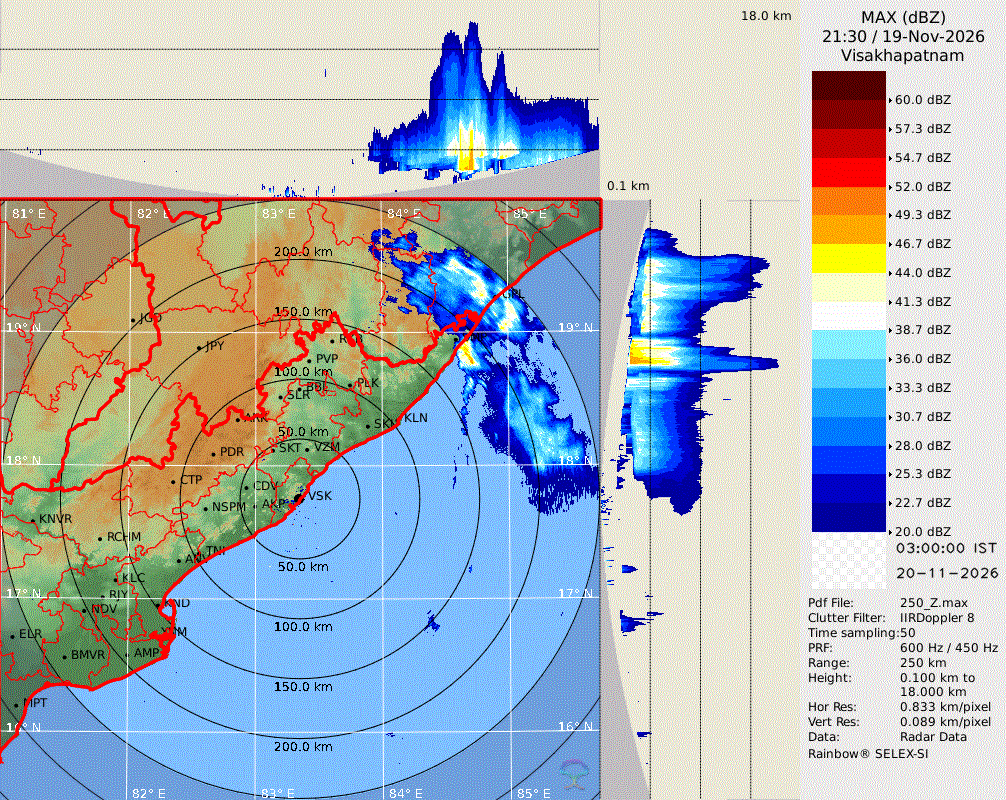 18.0 km
MAX (dBZ)
21:30 / 19-Nov-2026
Visakhapatnam
60.0 dBZ
57.3 dBZ
54.7 dBZ
52.0 dBZ
49.3 dBZ
46.7 dBZ
44.0 dBZ
41.3 dBZ
38.7 dBZ
36.0 dBZ
33.3 dBZ
30.7 dBZ
28.0 dBZ
25.3 dBZ
22.7 dBZ
20.0 dBZ
03:00:00 IST
20-11-2026
Pdf File: 250_Z.max
Clutter Filter: IIRDoppler 8
Time sampling:50
PRF: 600 Hz / 450 Hz
Range: 250 km
Height: 0.100 km to
18.000 km
Hor Res: 0.833 km/pixel
Vert Res: 0.089 km/pixel
Data: Radar Data
Rainbow® SELEX-SI
0.1 km
81° E 82° E 83° E 84° E 85° E
200.0 km
150.0 km
JGD
19° N 19° N
JPY
PVP
100.0 km
PLK
SLR
KLN
50.0 km
PDR
SKT
VZM
18° N 18° N
CTP
CDV
VSK
NSPM
AKP
KNVR
RCHM
TNI
50.0 km
KLC
RJY
17° N 17° N
NDV
KND
100.0 km
ELR
BMVR
AMP
150.0 km
MPT
16° N 16° N
200.0 km
82° E 83° E 84° E 85° E